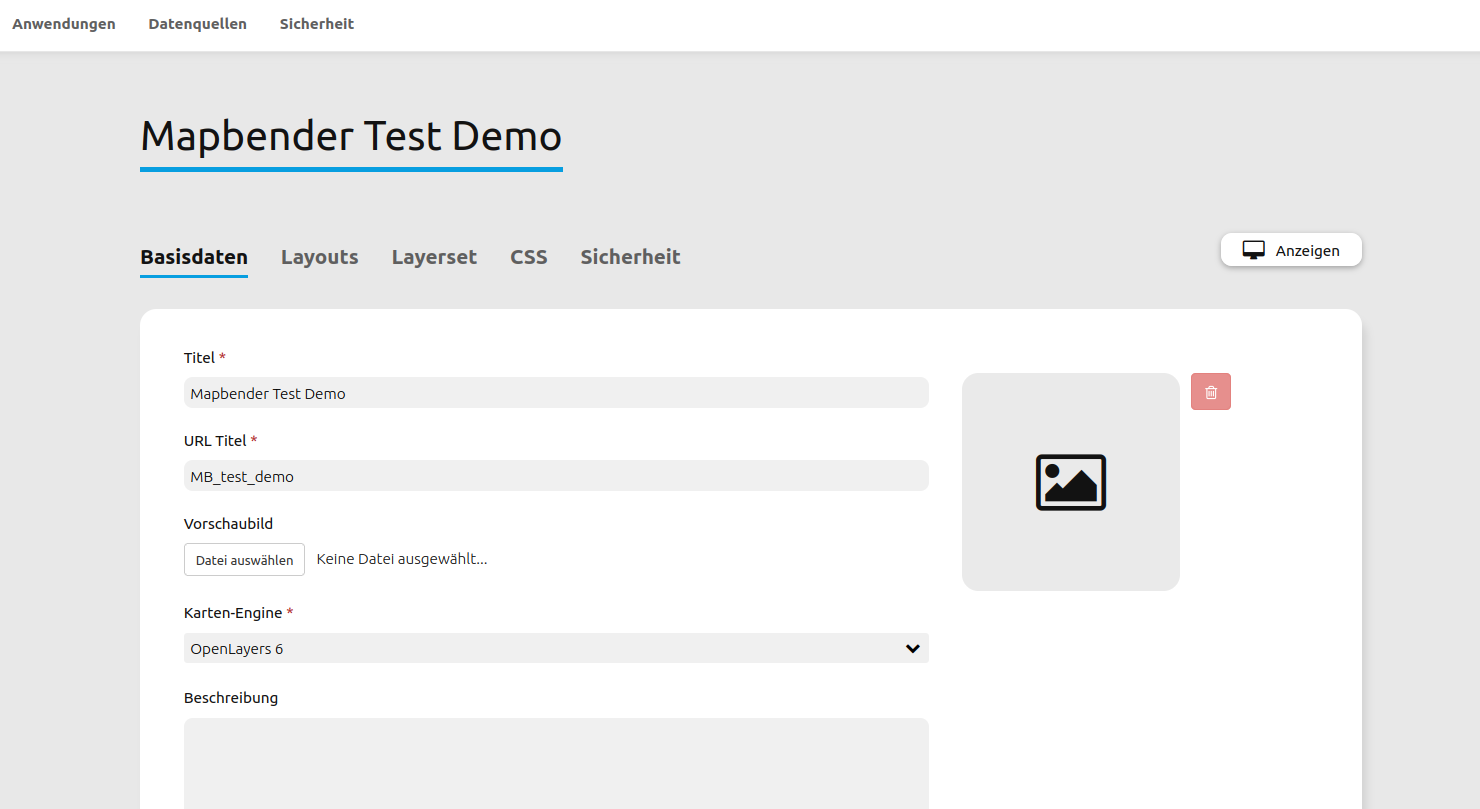 Anwendungen Datenquellen Sicherheit
Mapbender Test Demo
Basisdaten Layouts Layerset CSS Sicherheit
Anzeigen
Titel *
Mapbender Test Demo
URL Titel *
MB_test_demo
Vorschaubild
Datei auswählen Keine Datei ausgewählt...
Karten-Engine *
OpenLayers 6
Beschreibung